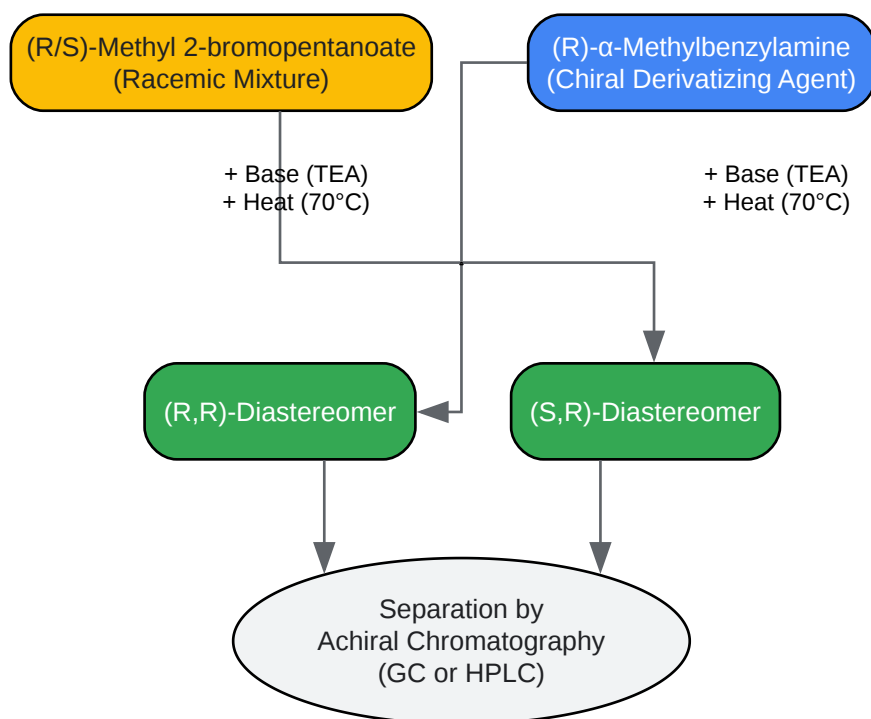 (R/S)-Methyl 2-bromopentanoate
(Racemic Mixture)
(R)-α-Methylbenzylamine
(Chiral Derivatizing Agent)
+ Base (TEA)
+ Heat (70°C)
+ Base (TEA)
+ Heat (70°C)
(R,R)-Diastereomer
(S,R)-Diastereomer
Separation by
Achiral Chromatography
(GC or HPLC)